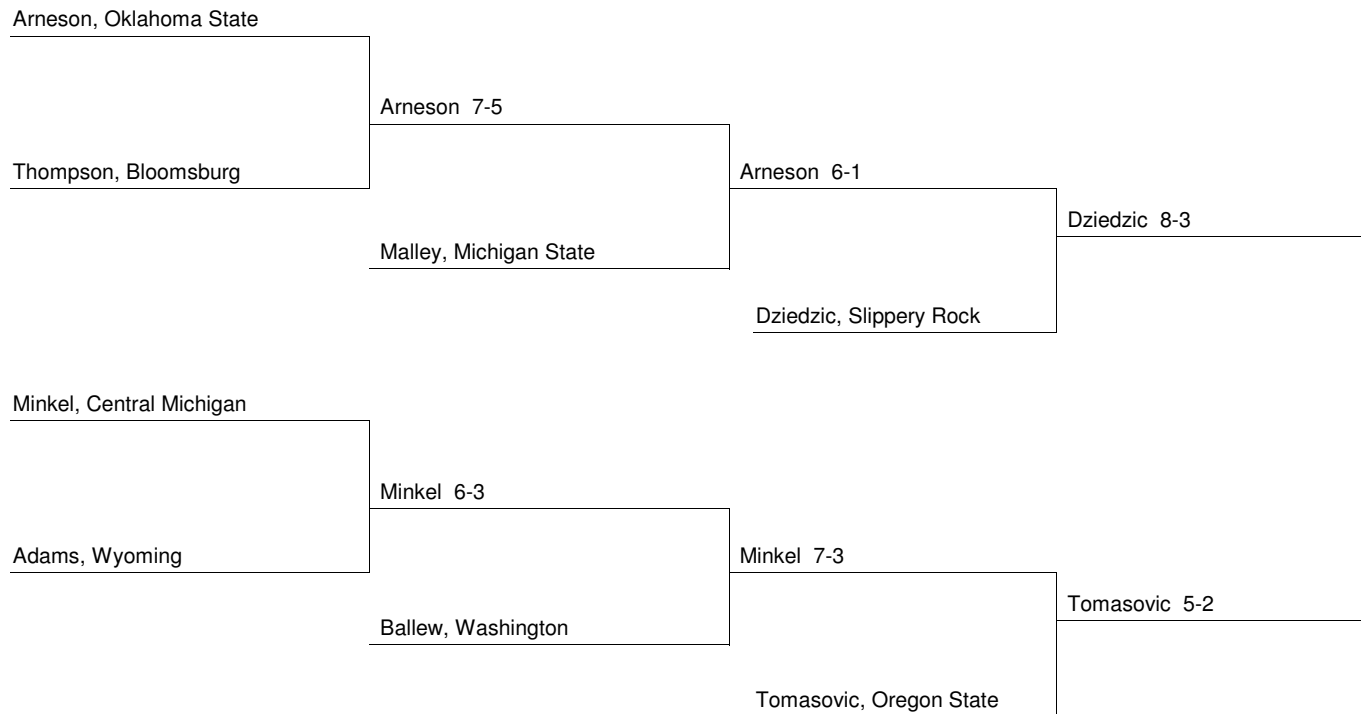 Arneson, Oklahoma State
Arneson  7-5
Thompson, Bloomsburg
Arneson  6-1
Dziedzic  8-3
Malley, Michigan State
Dziedzic, Slippery Rock
Minkel, Central Michigan
Minkel  6-3
Adams, Wyoming
Minkel  7-3
Tomasovic  5-2
Ballew, Washington
Tomasovic, Oregon State